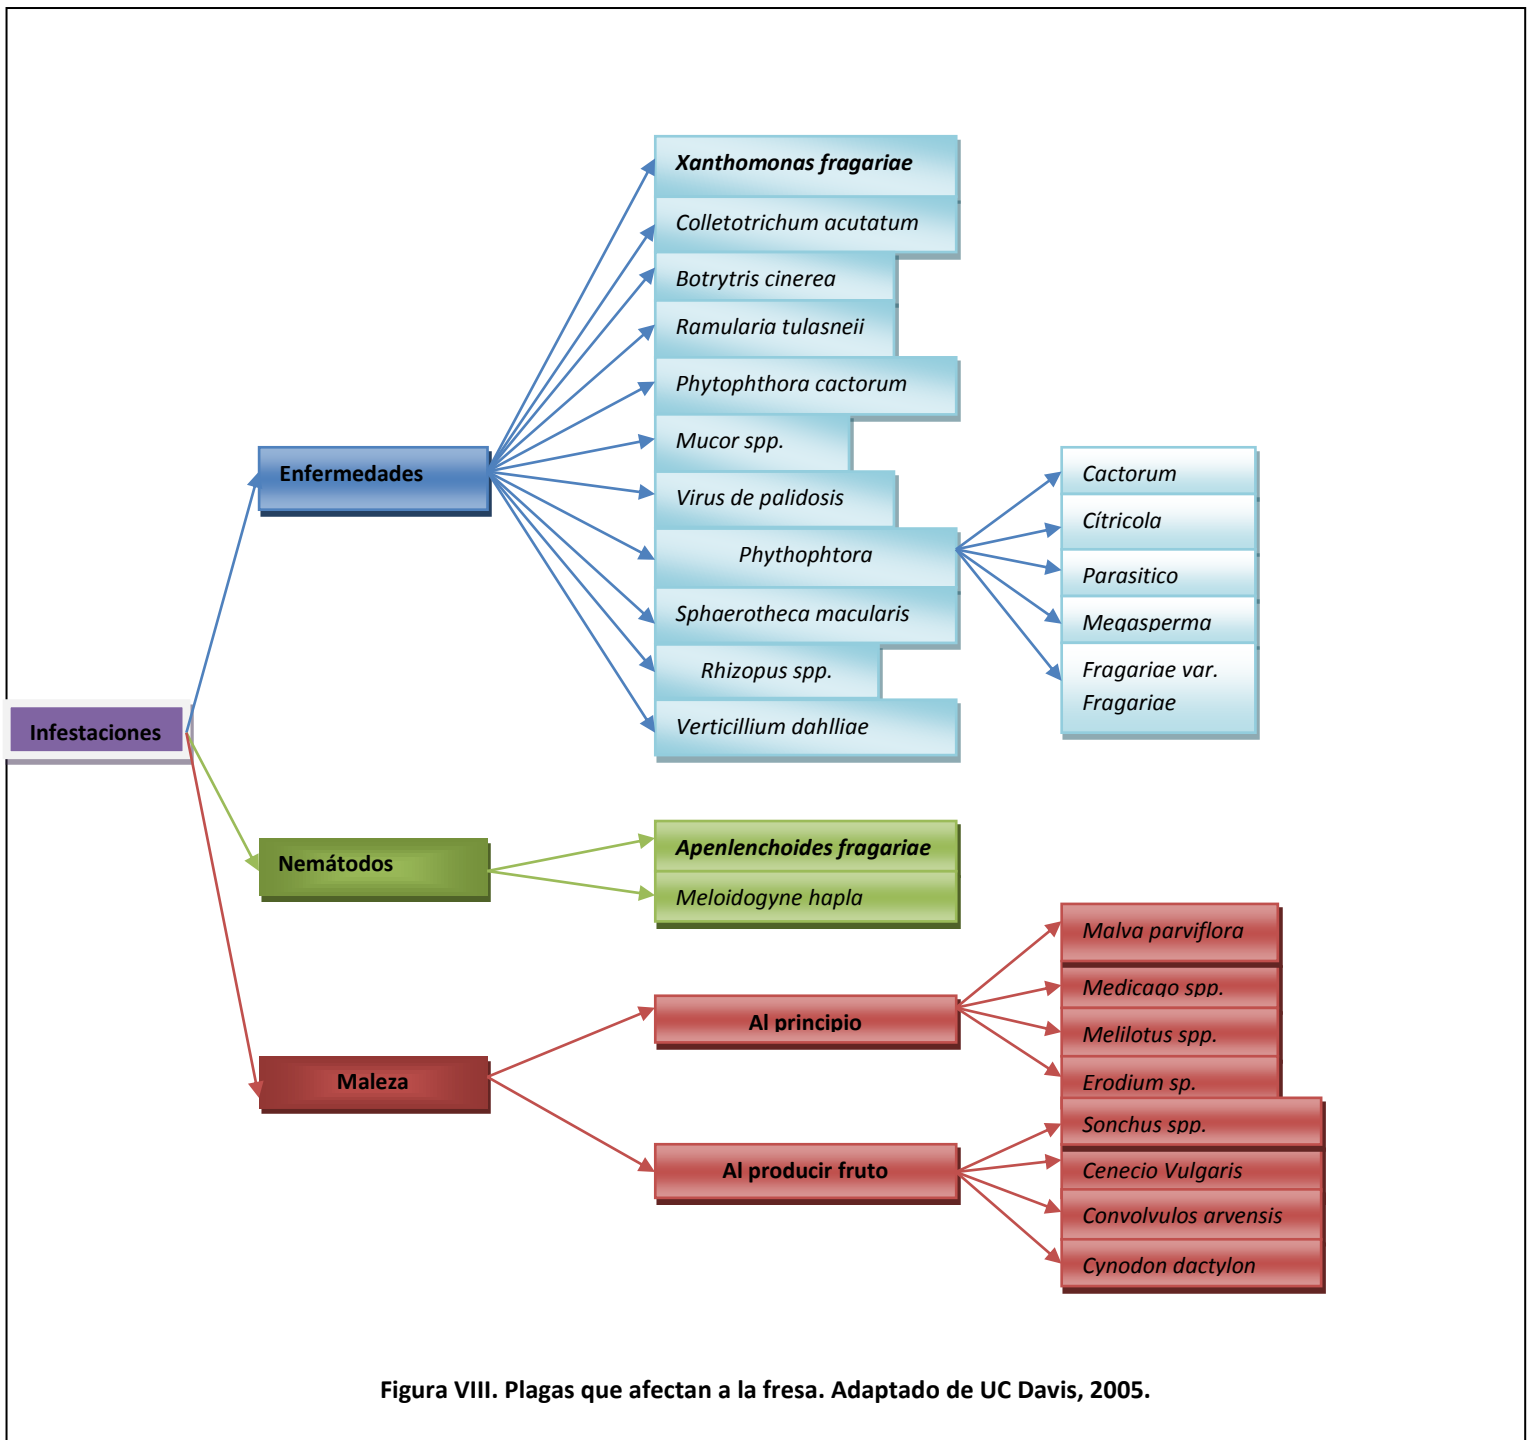 Xanthomonas fragariae
Colletotrichum acutatum
Botrytris cinerea
Ramularia tulasneii
Phytophthora cactorum
Mucor spp.
Virus de palidosis
Phythophtora
Sphaerotheca macularis
Rhizopus spp.
Verticillium dahlliae
Enfermedades
Cactorum
Cítricola
Parasitico
Megasperma
Fragariae var.
Fragariae
Infestaciones
Nemátodos
Apenlenchoides fragariae
Meloidogyne hapla
Maleza
Al principio
Malva parviflora
Medicago spp.
Melilotus spp.
Erodium sp.
Al producir fruto
Sonchus spp.
Cenecio Vulgaris
Convolvulos arvensis
Cynodon dactylon
Figura VIII. Plagas que afectan a la fresa. Adaptado de UC Davis, 2005.